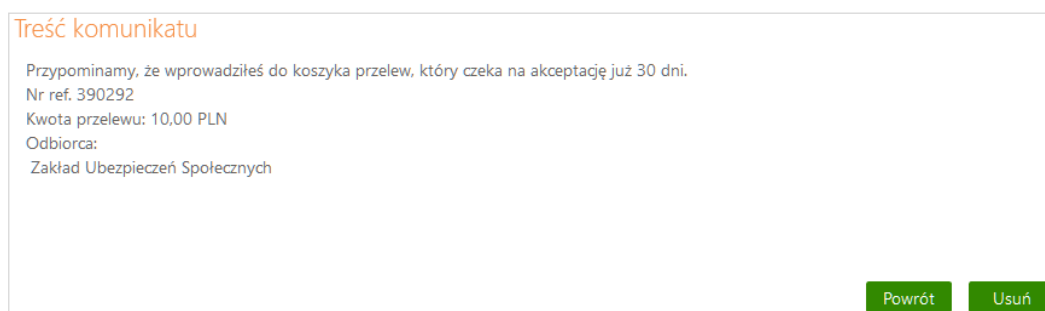 Treść komunikatu
Przypominamy, że wprowadziłeś do koszyka przelew, który czeka na akceptację już 30 dni.
Nr ref. 390292
Kwota przelewu: 10,00 PLN
Odbiorca:
Zakład Ubezpieczeń Społecznych
Powrót Usuń